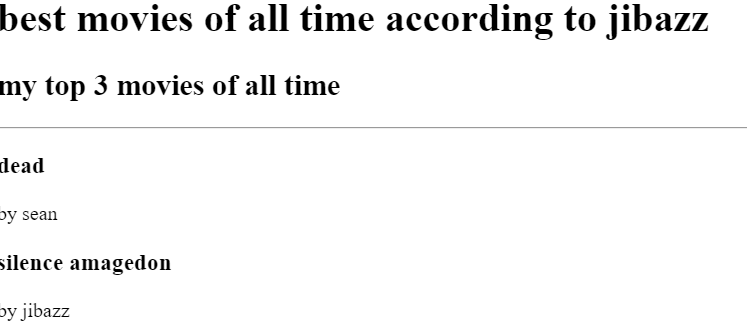 best movies of all time according to jibazz
my top 3 movies of all time
dead
by sean
silence amagedon
by jibazz